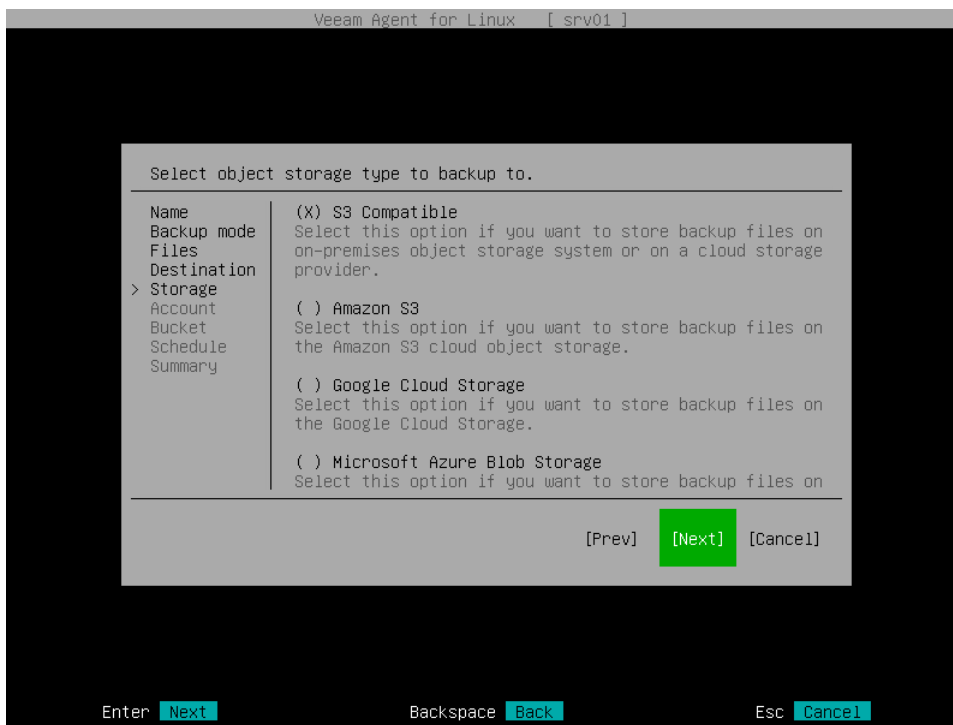 Veeam Agent for Linux [ srv01 ]
Select object storage type to backup to.
Name
Backup mode
Files
Destination
> Storage
Account
Bucket
Schedule
Summary
(X) S3 Compatible
Select this option if you want to store backup files on
on-premises object storage system or on a cloud storage
provider.
( ) Amazon S3
Select this option if you want to store backup files on
the Amazon S3 cloud object storage.
( ) Google Cloud Storage
Select this option if you want to store backup files on
the Google Cloud Storage.
( ) Microsoft Azure Blob Storage
Select this option if you want to store backup files on
[Prev] [Next] [Cancel]
Enter Next Backspace Back Esc Cancel